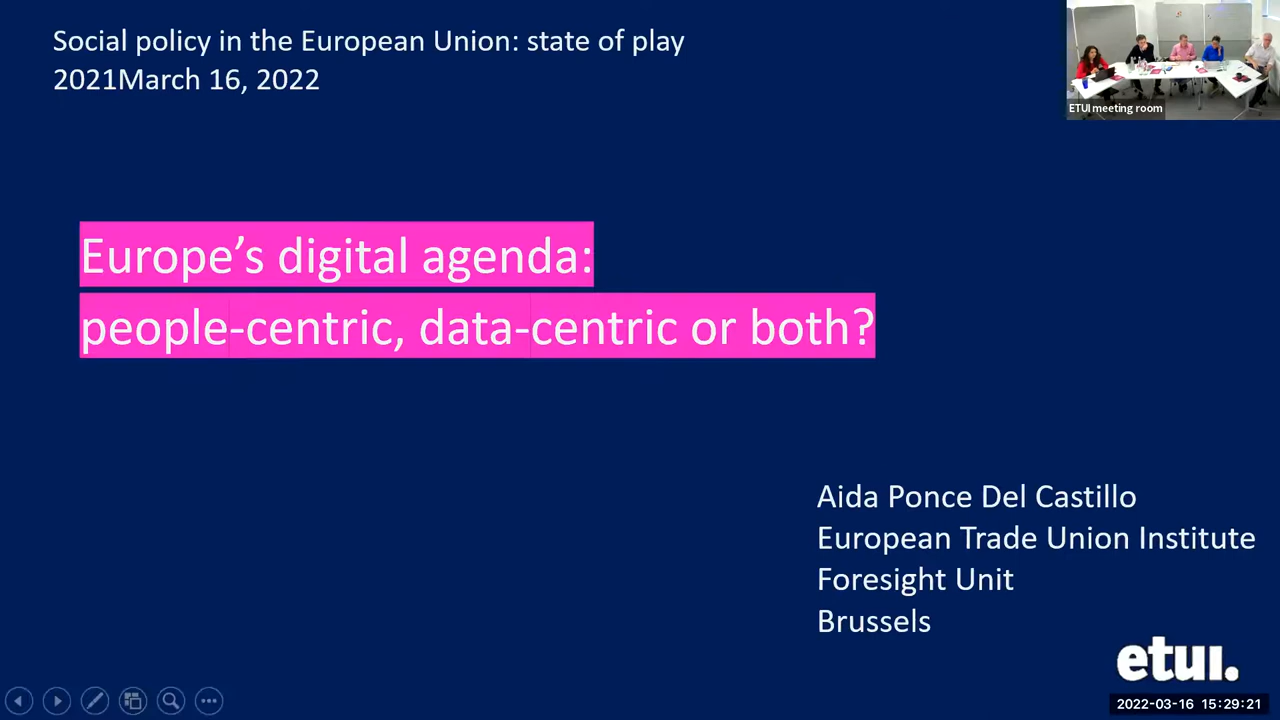 Social policy in the European Union: state of play
2021March 16, 2022
ETUI meeting room
Europe’s digital agenda:
people-centric, data-centric or both?
Aida Ponce Del Castillo
European Trade Union Institute
Foresight Unit
Brussels
etui.
2022-03-16 15:29:21